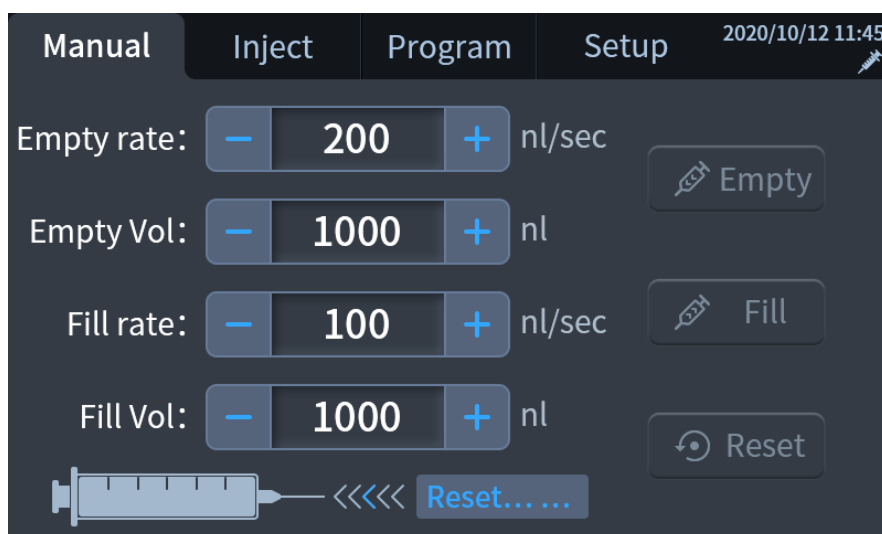 Manual Inject Program Setup 2020/10/12 11:45
Empty rate: − 200 + nl/sec
Empty
Empty Vol: − 1000 + nl
Fill rate: − 100 + nl/sec
Fill
Fill Vol: − 1000 + nl
Reset
Reset... ...